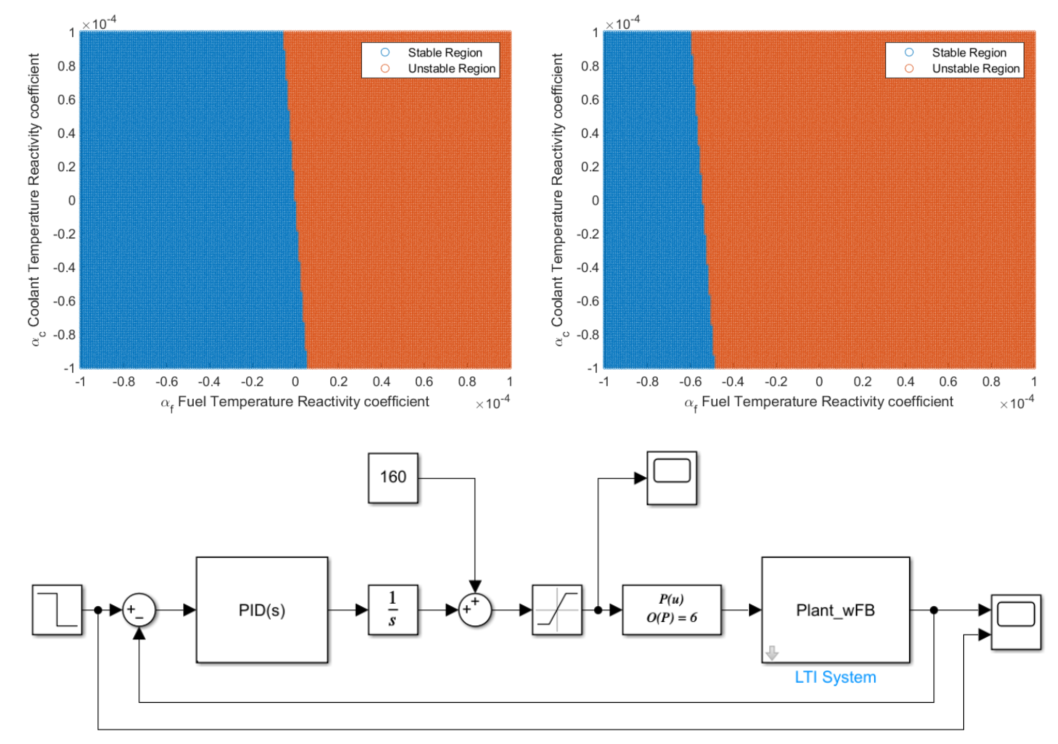 ×10⁻⁴
1
0.8
0.6
0.4
0.2
0
-0.2
-0.4
-0.6
-0.8
-1
α_c Coolant Temperature Reactivity coefficient
Stable Region
Unstable Region
-1 -0.8 -0.6 -0.4 -0.2 0 0.2 0.4 0.6 0.8 1
α_f Fuel Temperature Reactivity coefficient
×10⁻⁴
×10⁻⁴
1
0.8
0.6
0.4
0.2
0
-0.2
-0.4
-0.6
-0.8
-1
α_c Coolant Temperature Reactivity coefficient
Stable Region
Unstable Region
-1 -0.8 -0.6 -0.4 -0.2 0 0.2 0.4 0.6 0.8 1
α_f Fuel Temperature Reactivity coefficient
×10⁻⁴
160
+
−
PID(s)
1
s
+
+
P(u)
O(P) = 6
Plant_wFB
LTI System